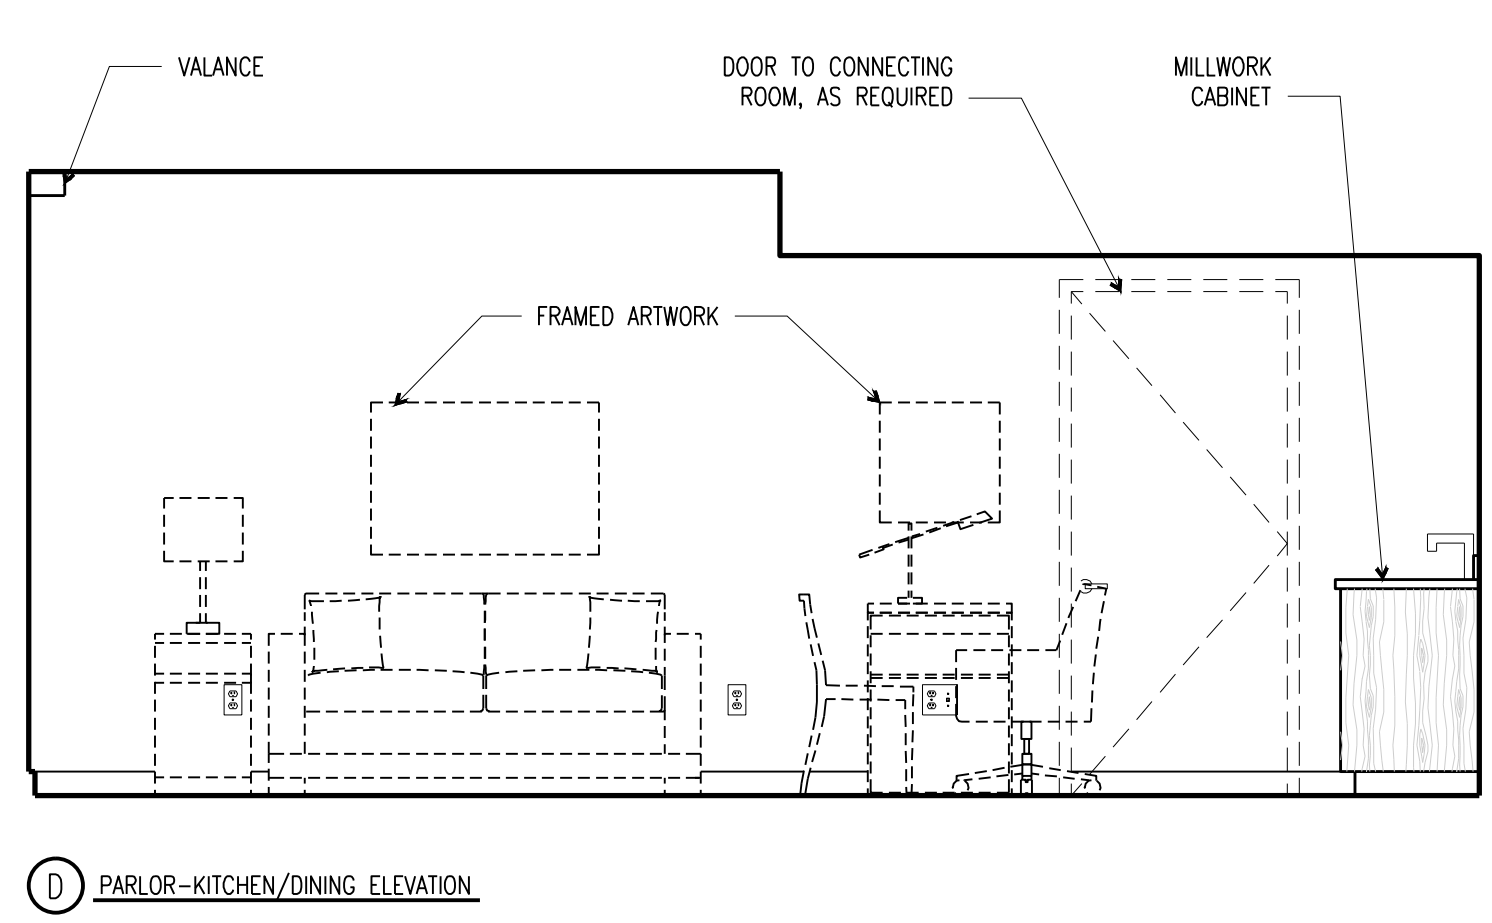 VALANCE
DOOR TO CONNECTING
ROOM, AS REQUIRED
MILLWORK
CABINET
FRAMED ARTWORK
D
PARLOR-KITCHEN/DINING ELEVATION